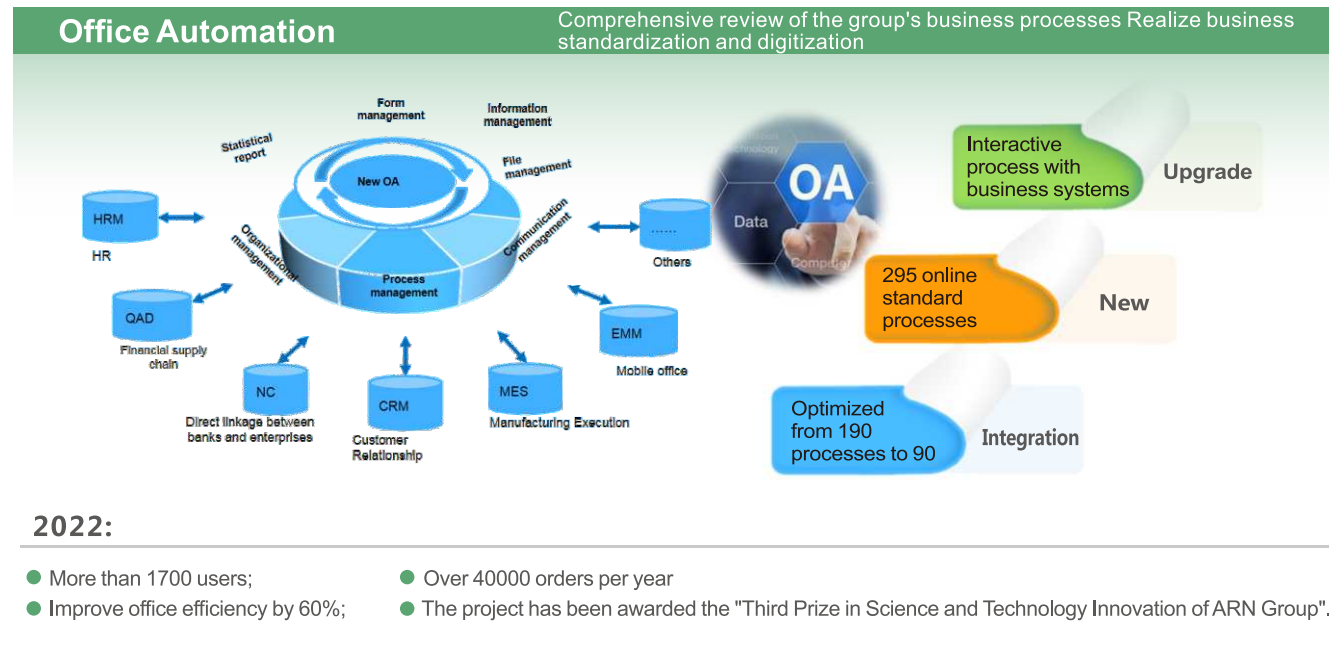 Office Automation
Comprehensive review of the group's business processes Realize business
standardization and digitization
Form
management
Information
management
Statistical
report
File
management
New OA
HRM
HR
Organizational
management
Process
management
Communication
management
......
Others
QAD
Financial supply
chain
NC
Direct linkage between
banks and enterprises
CRM
Customer
Relationship
MES
Manufacturing Execution
EMM
Mobile office
OA
Data
Interactive
process with
business systems
Upgrade
295 online
standard
processes
New
Optimized
from 190
processes to 90
Integration
2022:
More than 1700 users;
Over 40000 orders per year
Improve office efficiency by 60%;
The project has been awarded the "Third Prize in Science and Technology Innovation of ARN Group".